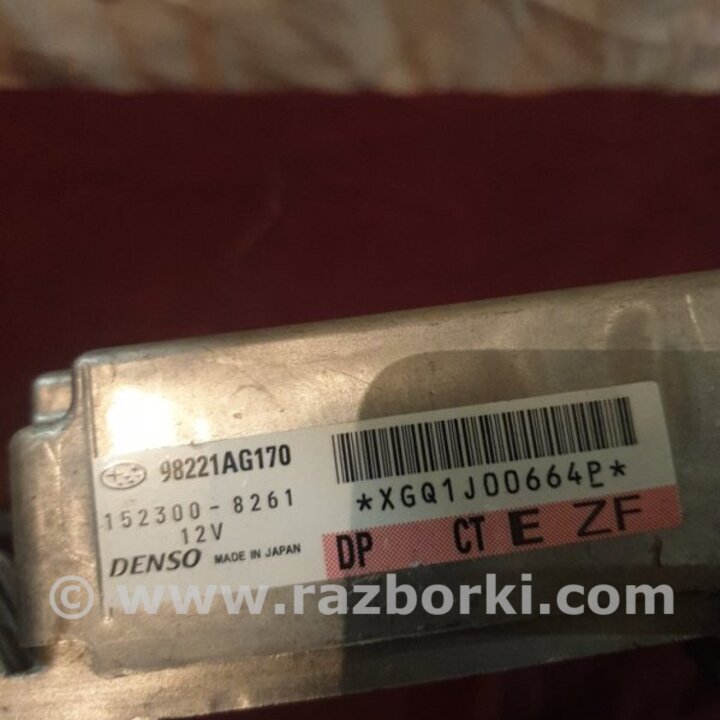 98221AG170
152300-8261
12V
DENSO MADE IN JAPAN
*XGQ1J00664P*
DP CT E ZF
© www.razborki.com